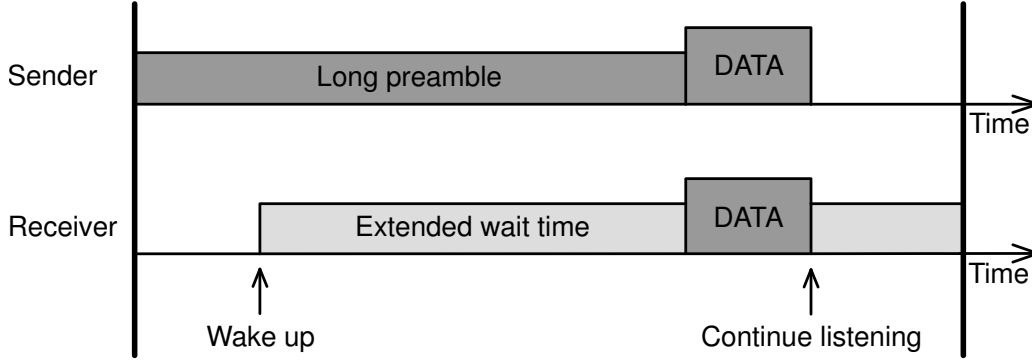 Sender
Long preamble
DATA
Time
Receiver
Extended wait time
DATA
Time
Wake up
Continue listening